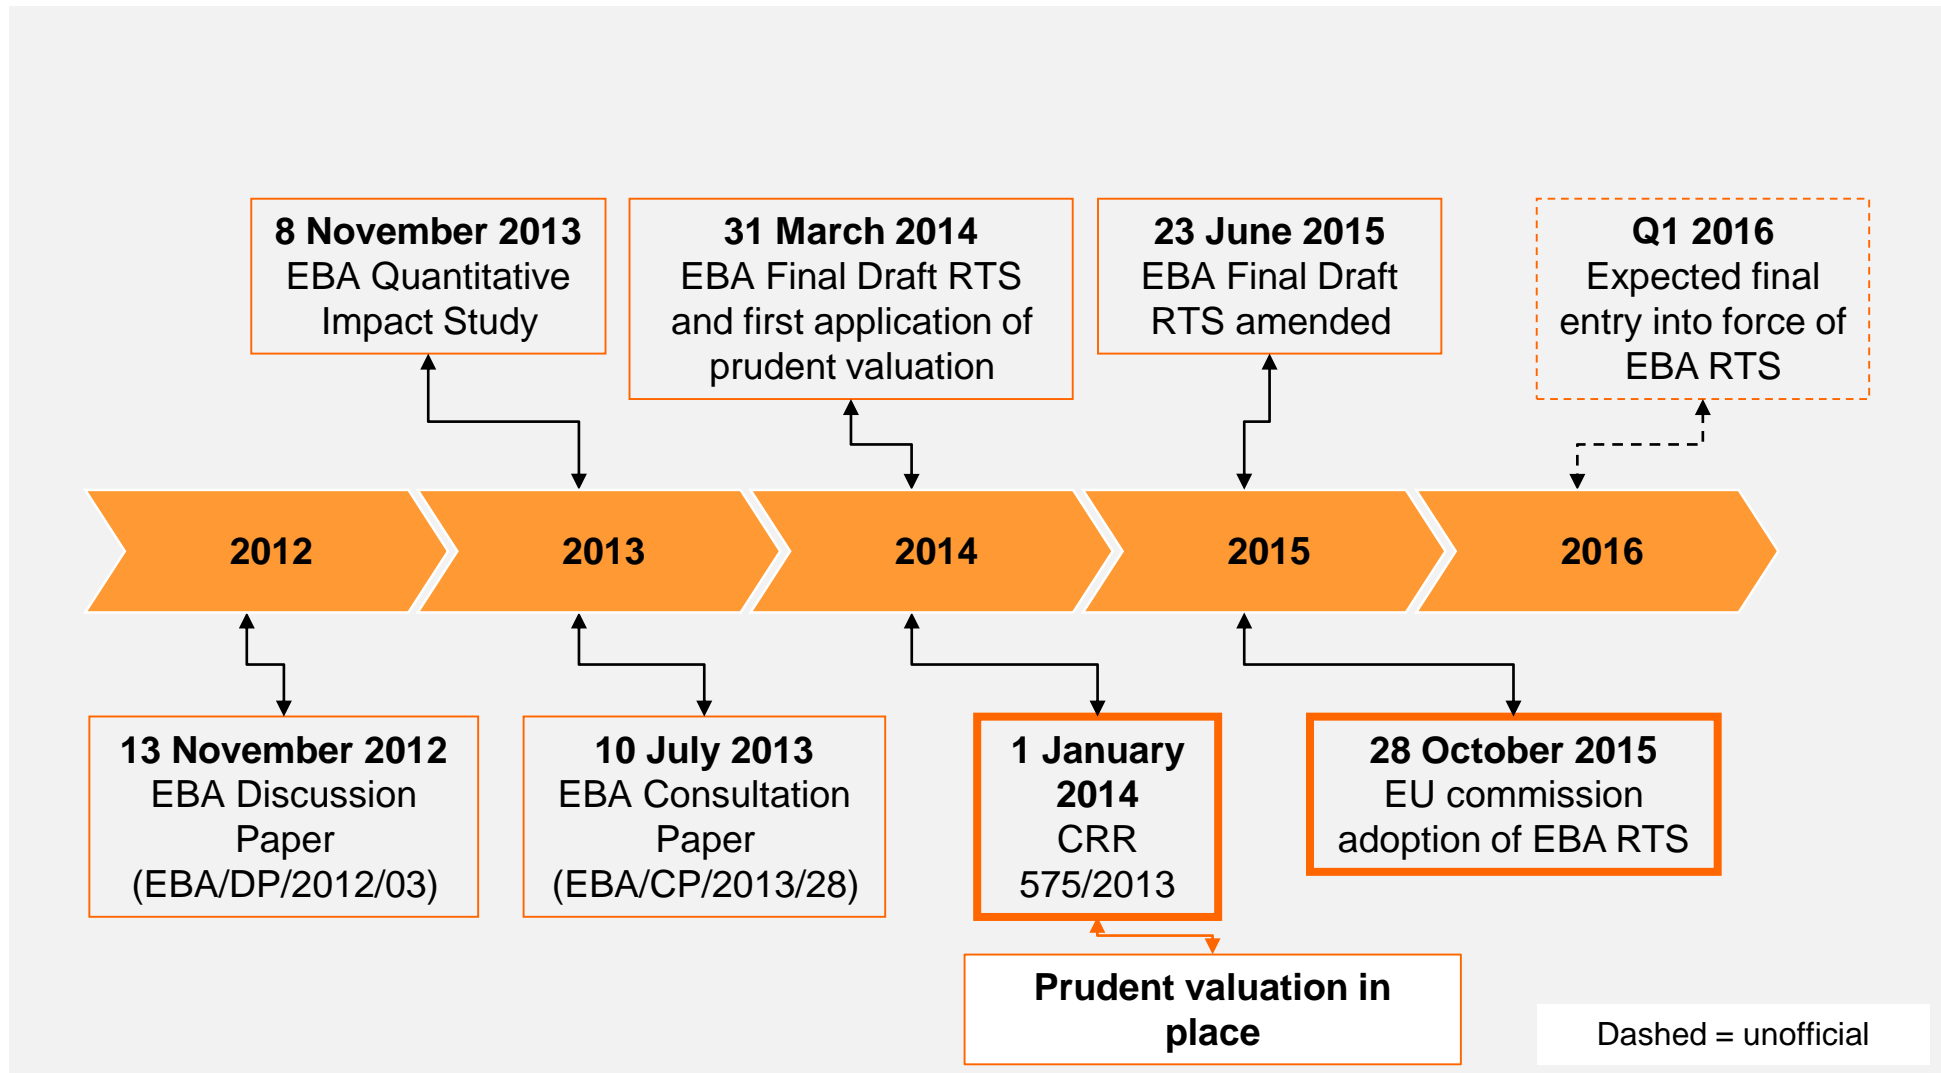 8 November 2013
EBA Quantitative
Impact Study
31 March 2014
EBA Final Draft RTS
and first application of
prudent valuation
23 June 2015
EBA Final Draft
RTS amended
Q1 2016
Expected final
entry into force of
EBA RTS
2012
2013
2014
2015
2016
13 November 2012
EBA Discussion
Paper
(EBA/DP/2012/03)
10 July 2013
EBA Consultation
Paper
(EBA/CP/2013/28)
1 January
2014
CRR
575/2013
28 October 2015
EU commission
adoption of EBA RTS
Prudent valuation in
place
Dashed = unofficial